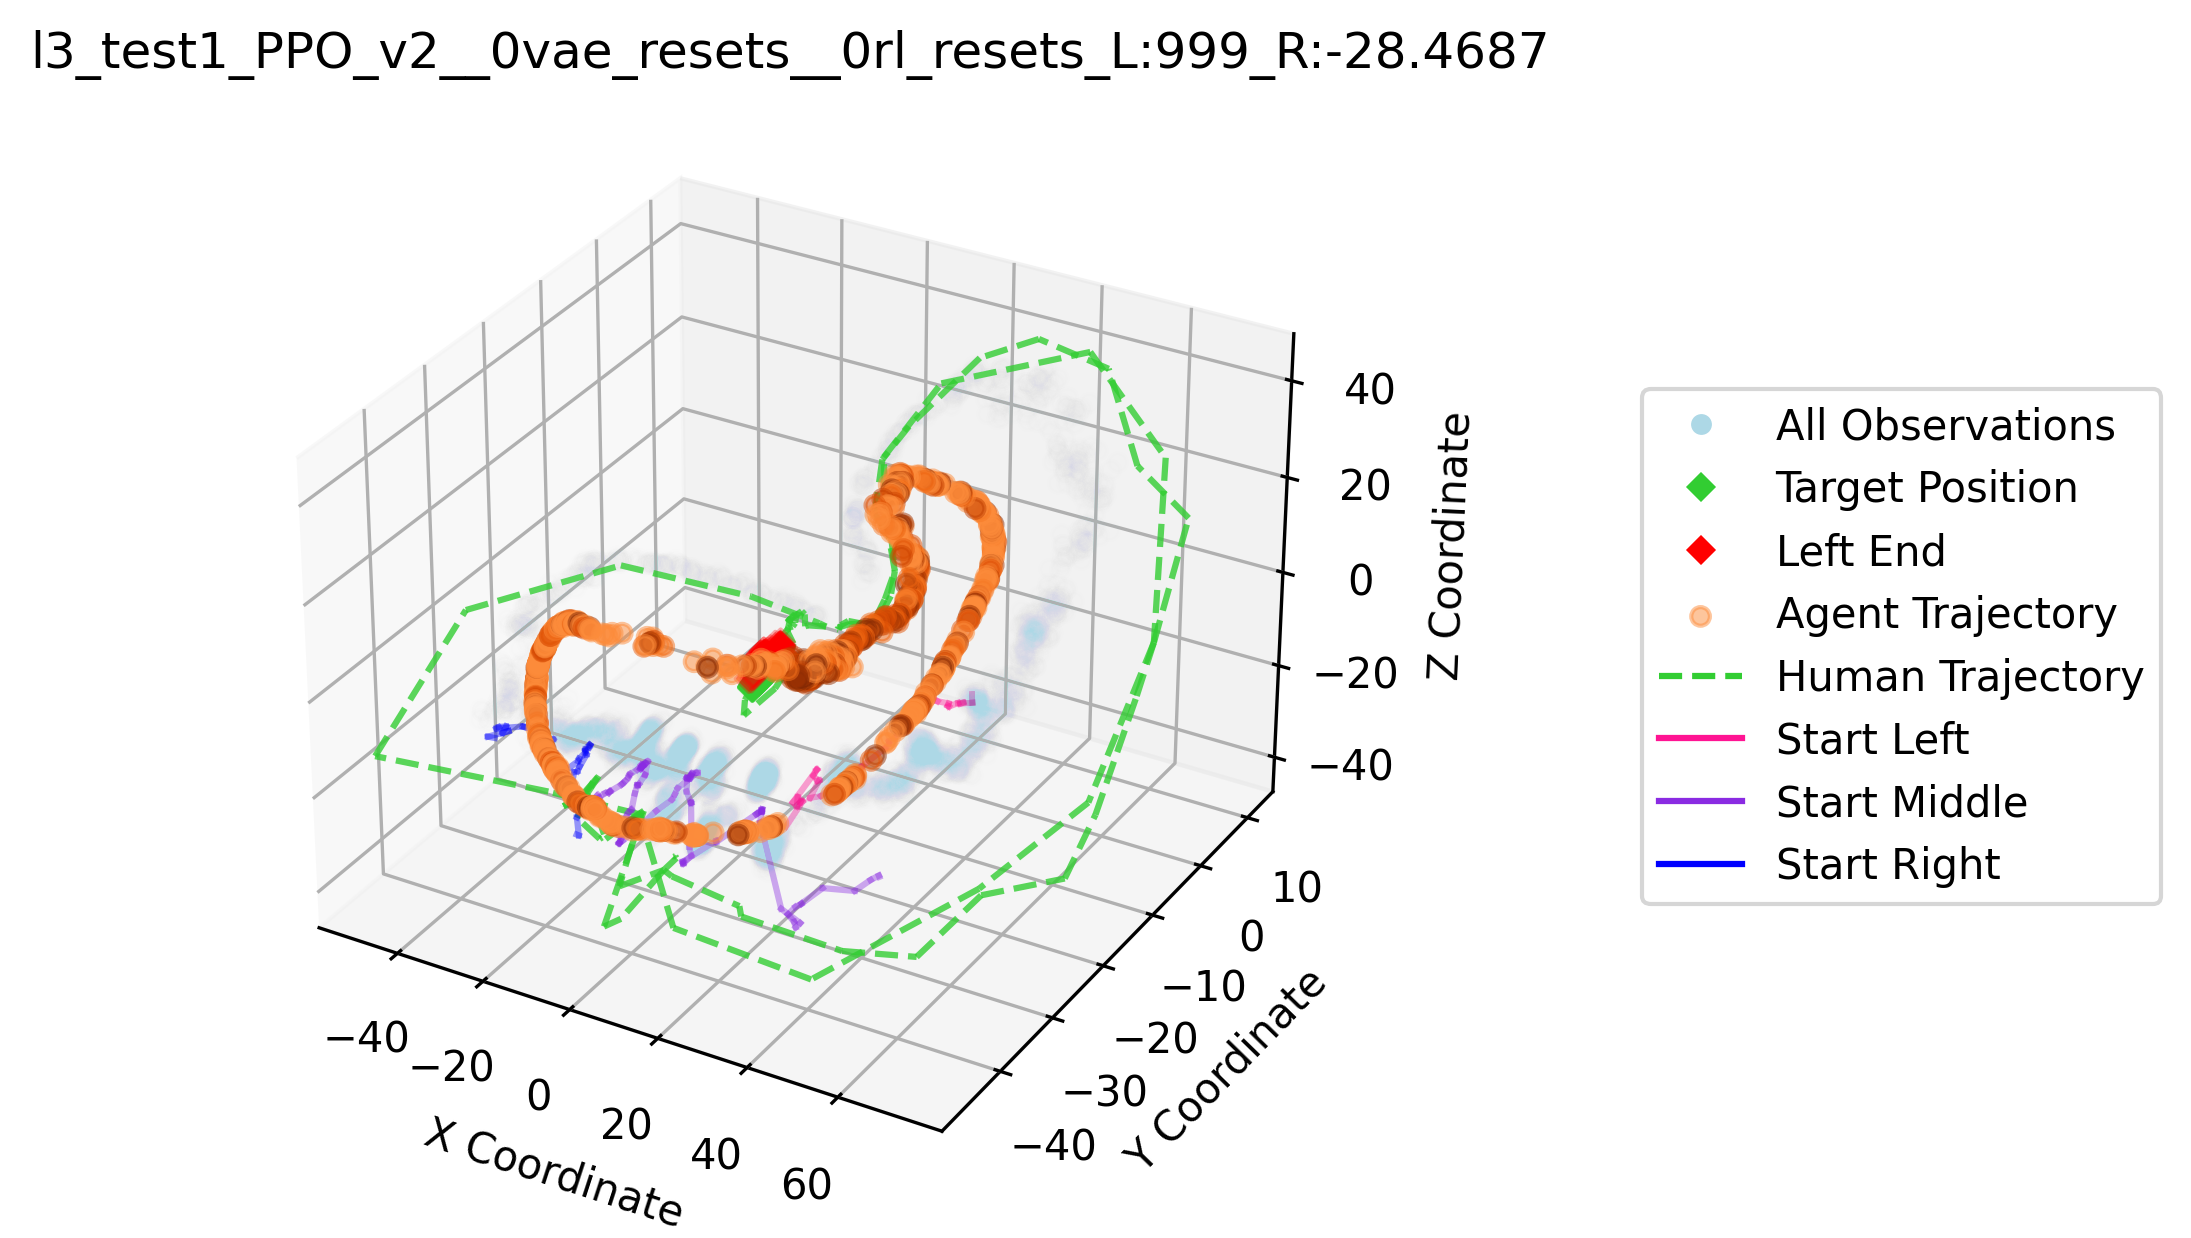 l3_test1_PPO_v2__0vae_resets__0rl_resets_L:999_R:-28.4687
40
20
0
−20
−40
Z Coordinate
10
0
−10
−20
−30
−40
Y Coordinate
−40
−20
0
20
40
60
X Coordinate
All Observations
Target Position
Left End
Agent Trajectory
Human Trajectory
Start Left
Start Middle
Start Right